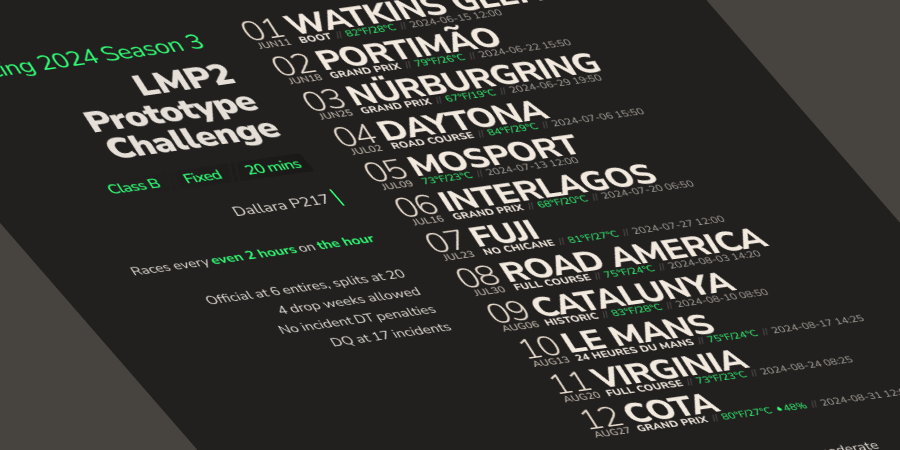 2024 Season 3
LMP2
Prototype
Challenge
Class B Fixed 20 mins
Dallara P217
Races every even 2 hours on the hour
Official at 6 entires, splits at 20
4 drop weeks allowed
No incident DT penalties
DQ at 17 incidents
01 WATKINS
JUN11 BOOT // 82°F/28°C // 2024-06-15 12:00
02 PORTIMÃO
JUN18 GRAND PRIX // 79°F/26°C // 2024-06-22 15:50
03 NÜRBURGRING
JUN25 GRAND PRIX // 67°F/19°C // 2024-06-29 19:50
04 DAYTONA
JUL02 ROAD COURSE // 84°F/29°C // 2024-07-06 15:50
05 MOSPORT
JUL09 73°F/23°C // 2024-07-13 12:00
06 INTERLAGOS
JUL16 GRAND PRIX // 68°F/20°C // 2024-07-20 06:50
07 FUJI
JUL23 NO CHICANE // 81°F/27°C // 2024-07-27 12:00
08 ROAD AMERICA
JUL30 FULL COURSE // 75°F/24°C // 2024-08-03 14:20
09 CATALUNYA
AUG06 HISTORIC // 83°F/28°C // 2024-08-10 08:50
10 LE MANS
AUG13 24 HEURES DU MANS // 75°F/24°C // 2024-08-17 14:25
11 VIRGINIA
AUG20 FULL COURSE // 73°F/23°C // 2024-08-24 08:25
12 COTA
AUG27 GRAND PRIX // 80°F/27°C 48% // 2024-08-31